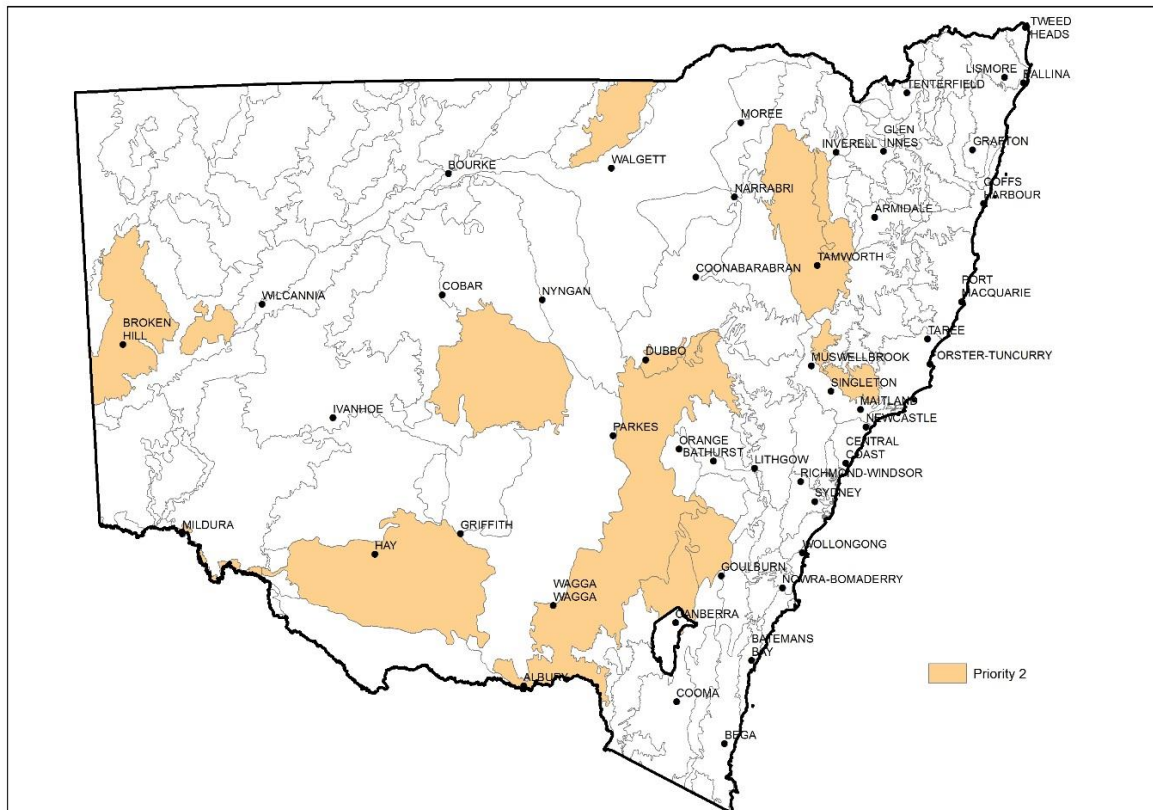 TWEED
HEADS
LISMORE
BALLINA
TENTERFIELD
MOREE
GLEN
INNES
INVERELL
GRAFTON
WALGETT
BOURKE
COFFS
HARBOUR
NARRABRI
ARMIDALE
TAMWORTH
COONABARABRAN
PORT
MACQUARIE
COBAR
NYNGAN
WILCANNIA
BROKEN
HILL
TAREE
DUBBO
MUSWELLBROOK
ORSTER-TUNCURRY
SINGLETON
MAITLAND
NEWCASTLE
IVANHOE
PARKES
ORANGE
BATHURST
LITHGOW
CENTRAL
COAST
RICHMOND-WINDSOR
SYDNEY
MILDURA
GRIFFITH
HAY
WOLLONGONG
GOULBURN
NOWRA-BOMADERRY
WAGGA
WAGGA
CANBERRA
BATEMANS
BAY
Priority 2
ALBURY
COOMA
BEGA